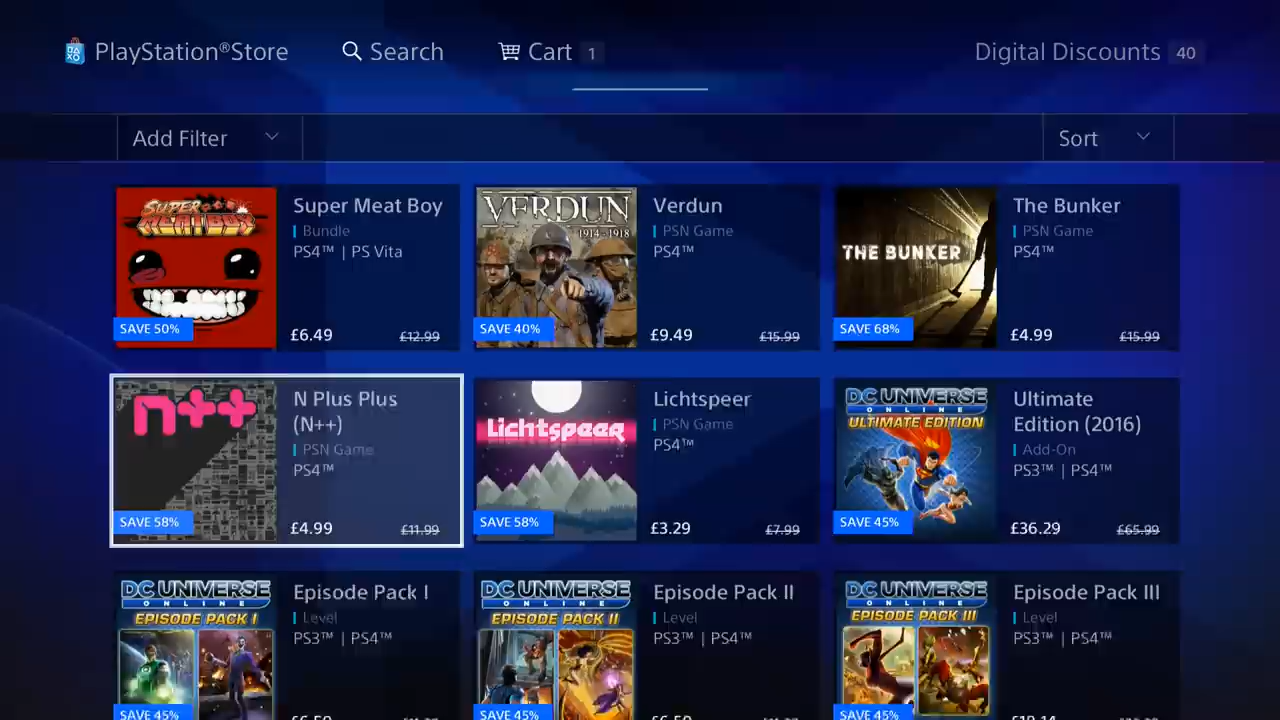 PlayStation®Store
Search
Cart 1
Digital Discounts 40
Add Filter
Sort
SUPER
MEATBOY
SAVE 50%
Super Meat Boy
Bundle
PS4™ | PS Vita
£6.49 £12.99
VERDUN
1914-1918
SAVE 40%
Verdun
PSN Game
PS4™
£9.49 £15.99
THE BUNKER
SAVE 68%
The Bunker
PSN Game
PS4™
£4.99 £15.99
n++
SAVE 58%
N Plus Plus
(N++)
PSN Game
PS4™
£4.99 £11.99
Lichtspeer
SAVE 58%
Lichtspeer
PSN Game
PS4™
£3.29 £7.99
DC UNIVERSE
ONLINE
ULTIMATE EDITION
SAVE 45%
Ultimate
Edition (2016)
Add-On
PS3™ | PS4™
£36.29 £65.99
DC UNIVERSE
ONLINE
EPISODE PACK I
SAVE 45%
Episode Pack I
Level
PS3™ | PS4™
DC UNIVERSE
ONLINE
EPISODE PACK II
SAVE 45%
Episode Pack II
Level
PS3™ | PS4™
DC UNIVERSE
ONLINE
EPISODE PACK III
SAVE 45%
Episode Pack III
Level
PS3™ | PS4™